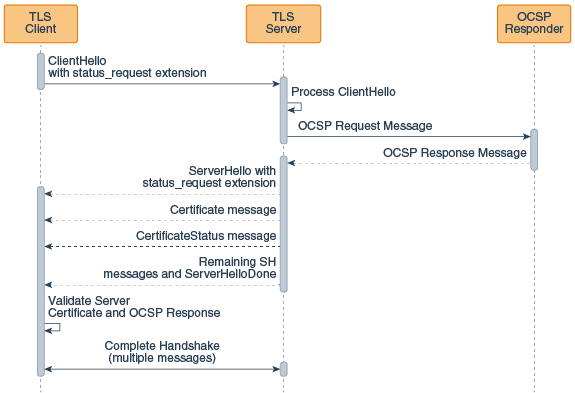 TLS
Client
TLS
Server
OCSP
Responder
ClientHello
with status_request extension
Process ClientHello
OCSP Request Message
OCSP Response Message
ServerHello with
status_request extension
Certificate message
CertificateStatus message
Remaining SH
messages and ServerHelloDone
Validate Server
Certificate and OCSP Response
Complete Handshake
(multiple messages)